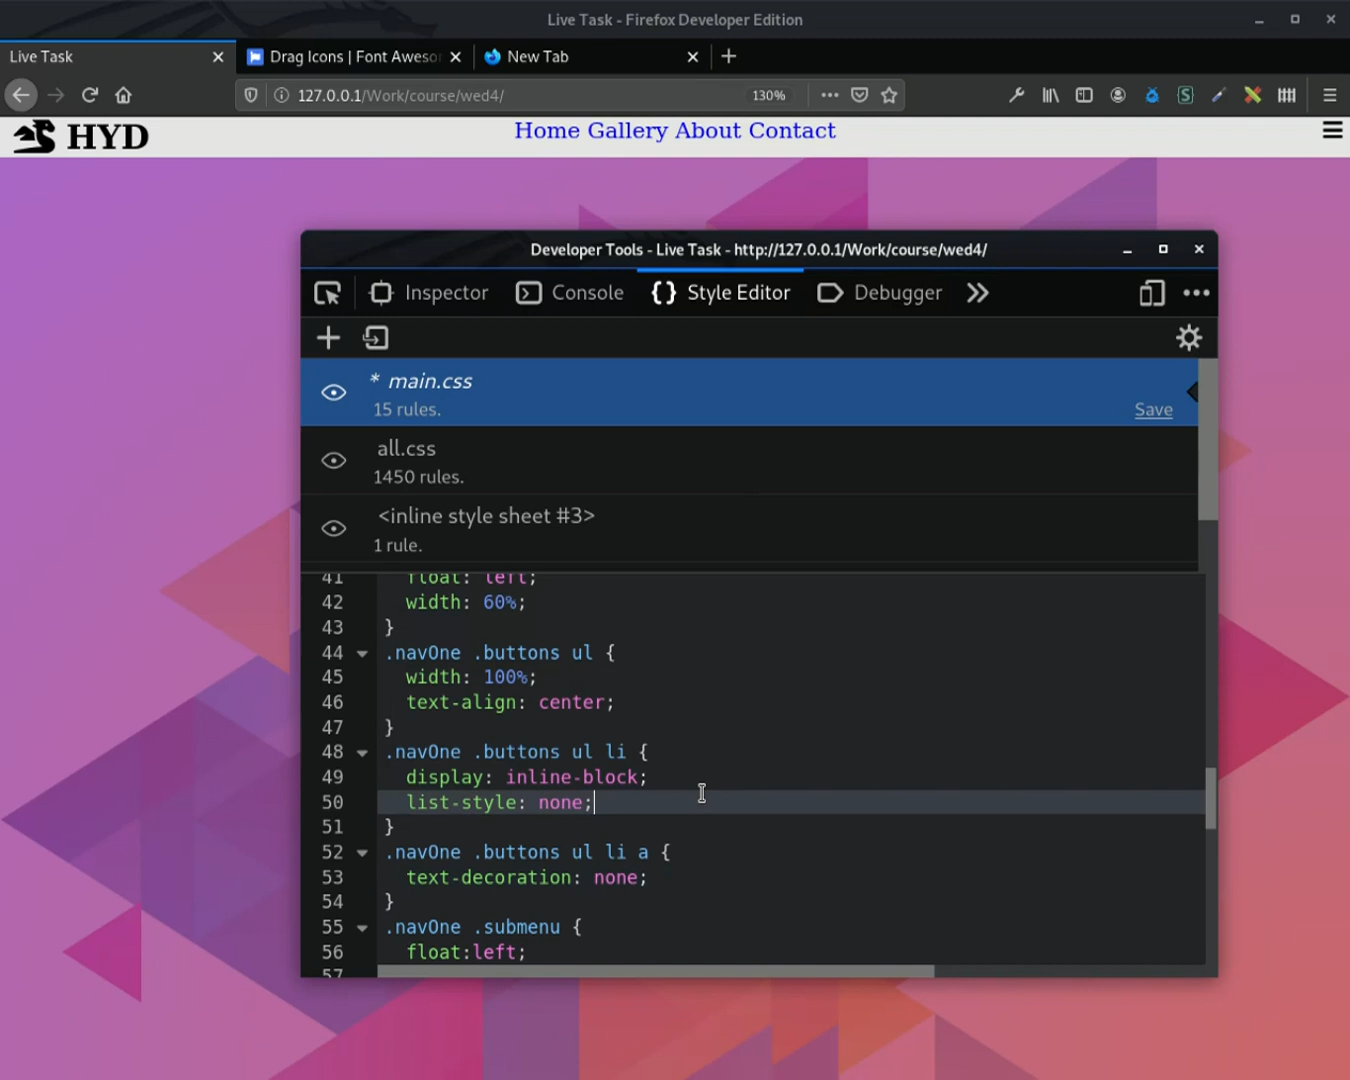 Live Task - Firefox Developer Edition
Live Task
Drag Icons | Font Aweso
New Tab
127.0.0.1/Work/course/wed4/
130%
HYD
Home Gallery About Contact
Developer Tools - Live Task - http://127.0.0.1/Work/course/wed4/
Inspector
Console
{} Style Editor
Debugger
* main.css
15 rules.
Save
all.css
1450 rules.
<inline style sheet #3>
1 rule.
41 float: left;
42 width: 60%;
43 }
44 .navOne .buttons ul {
45 width: 100%;
46 text-align: center;
47 }
48 .navOne .buttons ul li {
49 display: inline-block;
50 list-style: none;
51 }
52 .navOne .buttons ul li a {
53 text-decoration: none;
54 }
55 .navOne .submenu {
56 float:left;
57